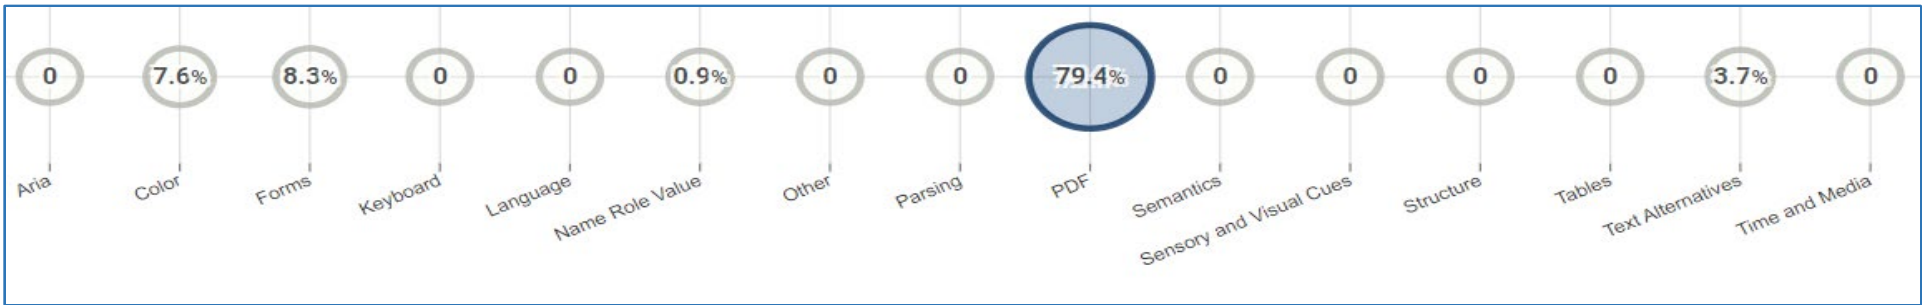 0 7.6% 8.3% 0 0 0.9% 0 0 79.4% 0 0 0 0 3.7% 0
Aria Color Forms Keyboard Language Name Role Value Other Parsing PDF Semantics Sensory and Visual Cues Structure Tables Text Alternatives Time and Media